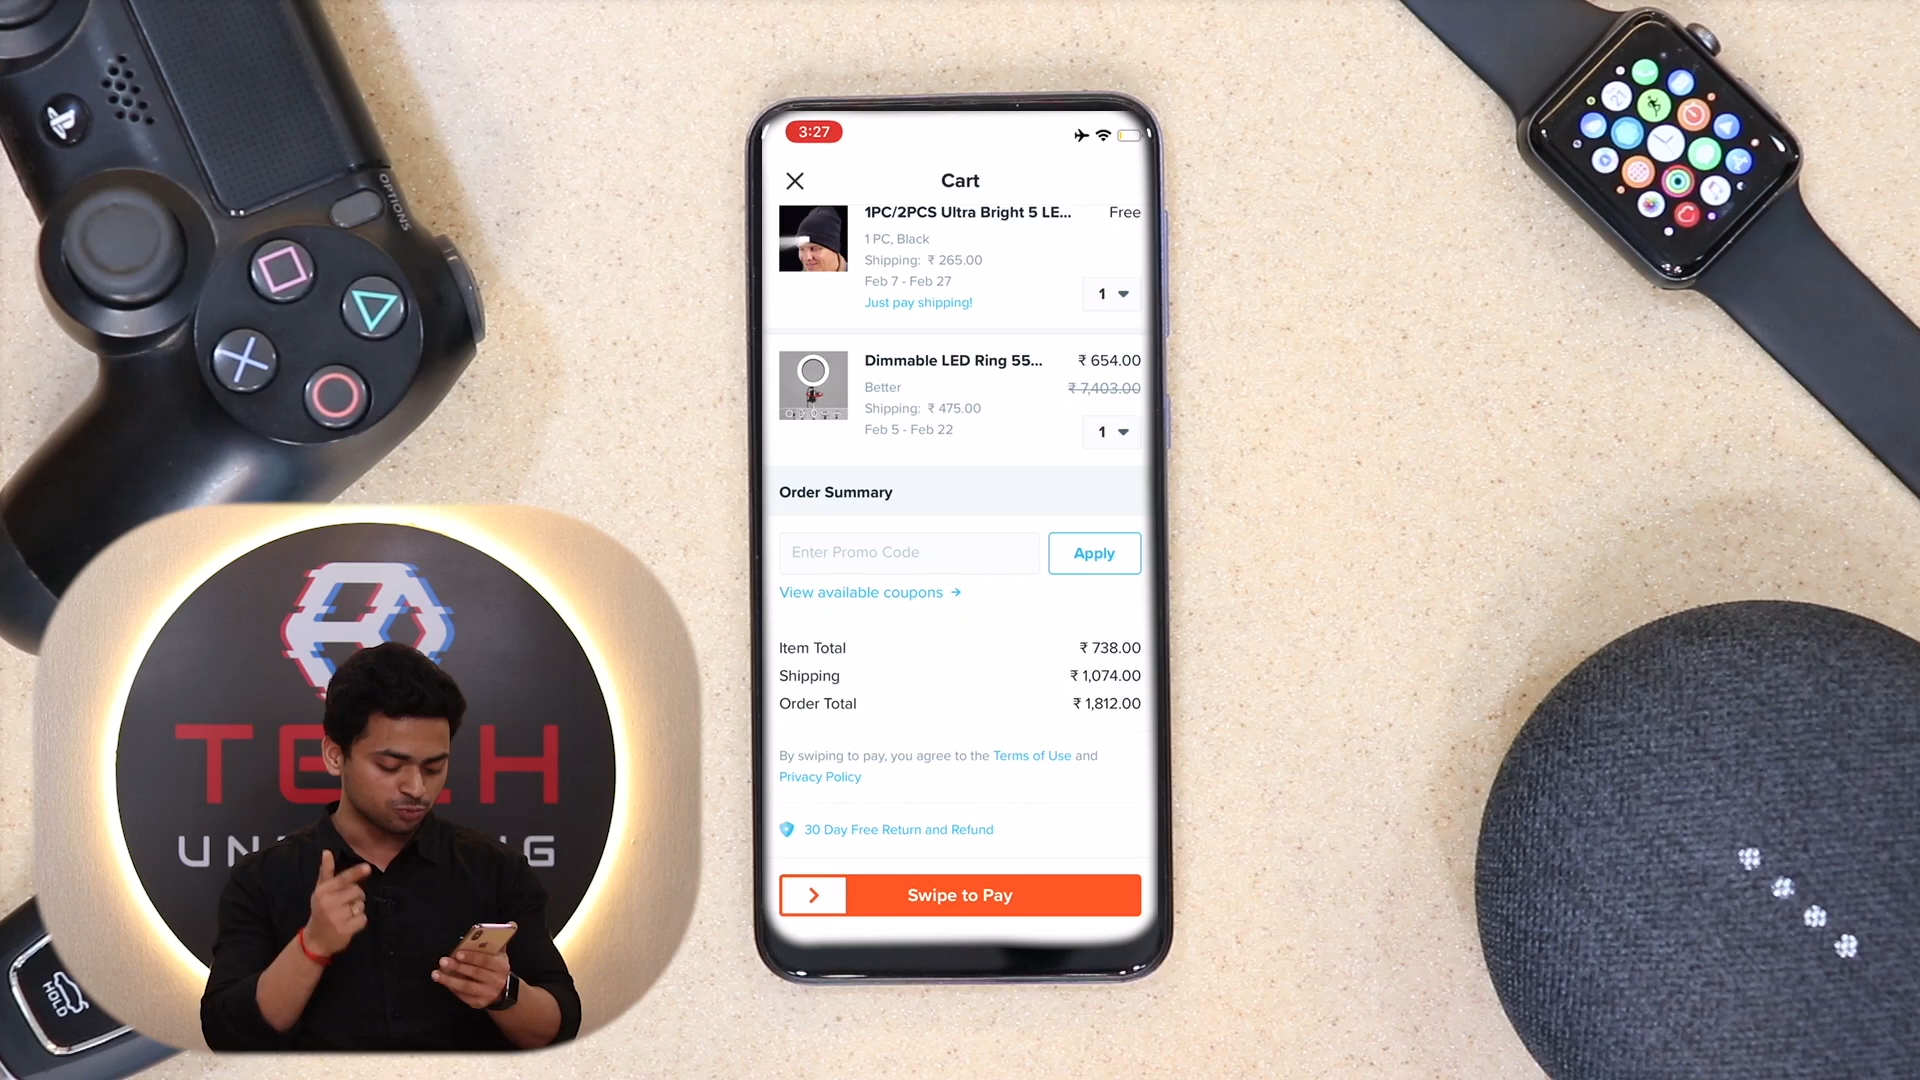 3:27
Cart
1PC/2PCS Ultra Bright 5 LE... Free
1 PC, Black
Shipping: ₹ 265.00
Feb 7 - Feb 27
Just pay shipping!
1
Dimmable LED Ring 55... ₹ 654.00
Better ₹ 7,403.00
Shipping: ₹ 475.00
Feb 5 - Feb 22
1
Order Summary
Enter Promo Code Apply
View available coupons →
Item Total ₹ 738.00
Shipping ₹ 1,074.00
Order Total ₹ 1,812.00
By swiping to pay, you agree to the Terms of Use and
Privacy Policy
30 Day Free Return and Refund
Swipe to Pay
OPTIONS
HOLD
21